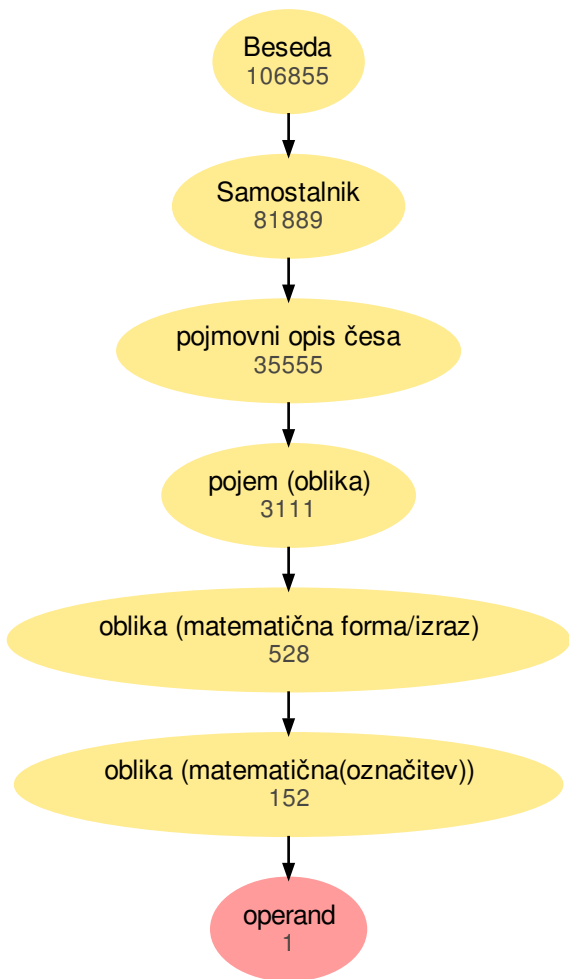 Beseda
106855
Samostalnik
81889
pojmovni opis česa
35555
pojem (oblika)
3111
oblika (matematična forma/izraz)
528
oblika (matematična(označitev))
152
operand
1